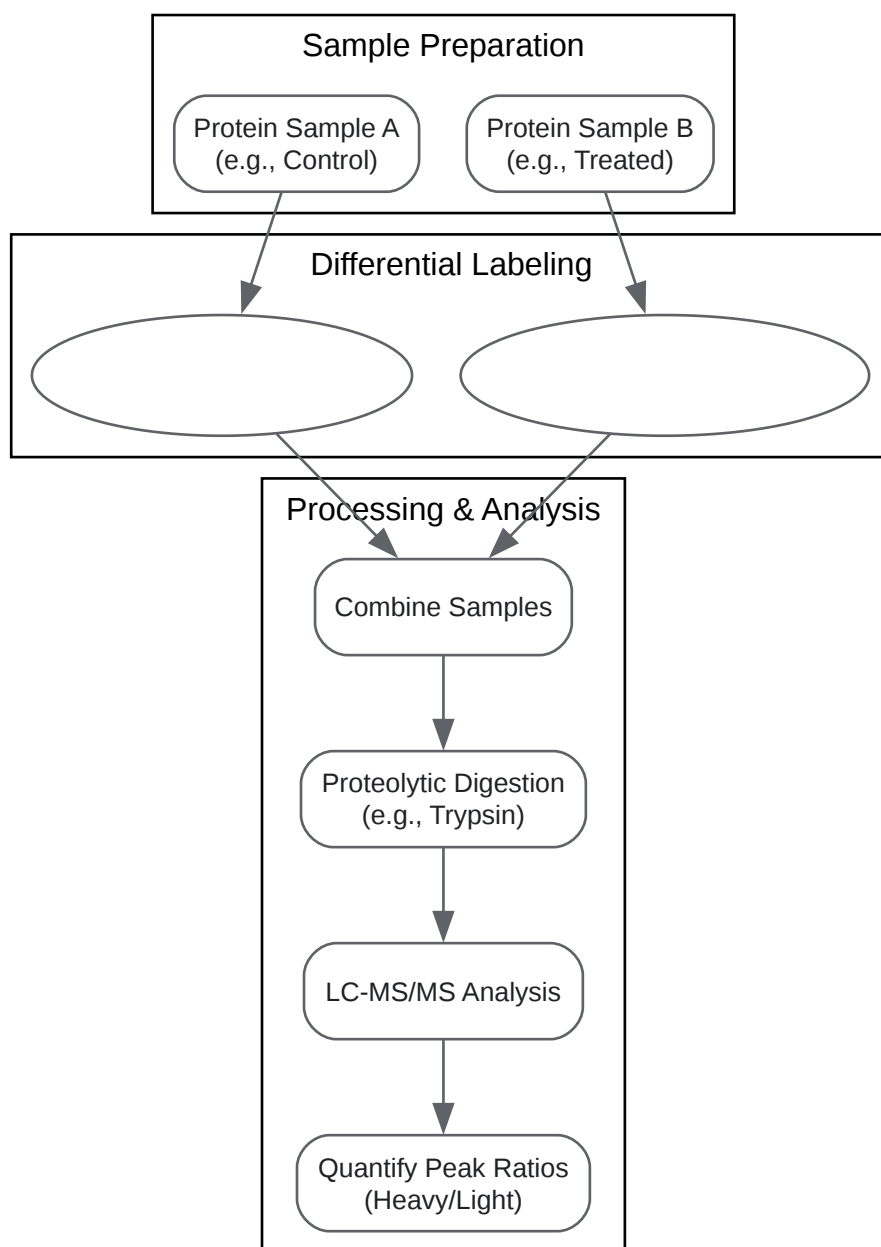 Sample Preparation
Protein Sample A
(e.g., Control)
Protein Sample B
(e.g., Treated)
Differential Labeling
Processing & Analysis
Combine Samples
Proteolytic Digestion
(e.g., Trypsin)
LC-MS/MS Analysis
Quantify Peak Ratios
(Heavy/Light)